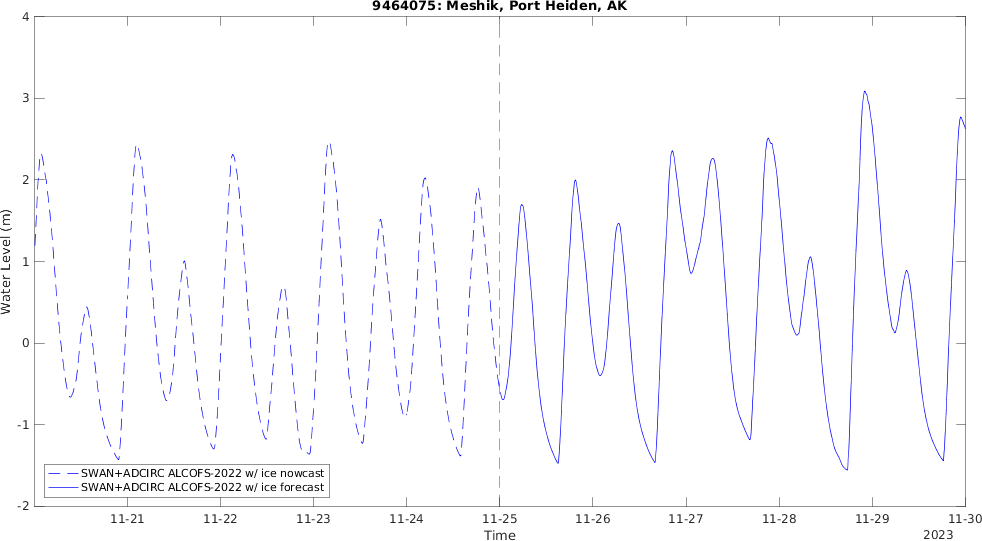 9464075: Meshik, Port Heiden, AK
Water Level (m)
4
3
2
1
0
-1
-2
SWAN+ADCIRC ALCOFS-2022 w/ ice nowcast
SWAN+ADCIRC ALCOFS-2022 w/ ice forecast
11-21 11-22 11-23 11-24 11-25 11-26 11-27 11-28 11-29 11-30
Time
2023